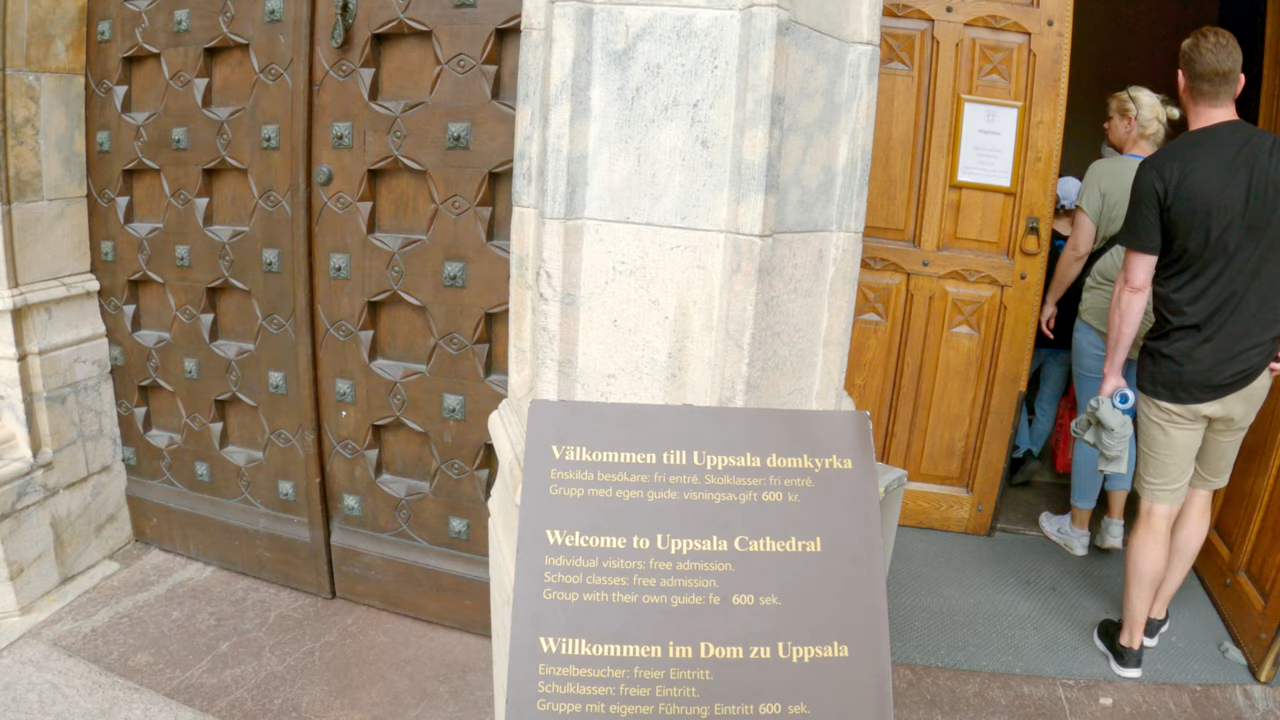 Välkommen till Uppsala domkyrka
Enskilda besökare: fri entré. Skolklasser: fri entré.
Grupp med egen guide: visningsavgift 600 kr.
Welcome to Uppsala Cathedral
Individual visitors: free admission.
School classes: free admission.
Group with their own guide: fe 600 sek.
Willkommen im Dom zu Uppsala
Einzelbesucher: freier Eintritt.
Schulklassen: freier Eintritt.
Gruppe mit eigener Führung: Eintritt 600 sek.